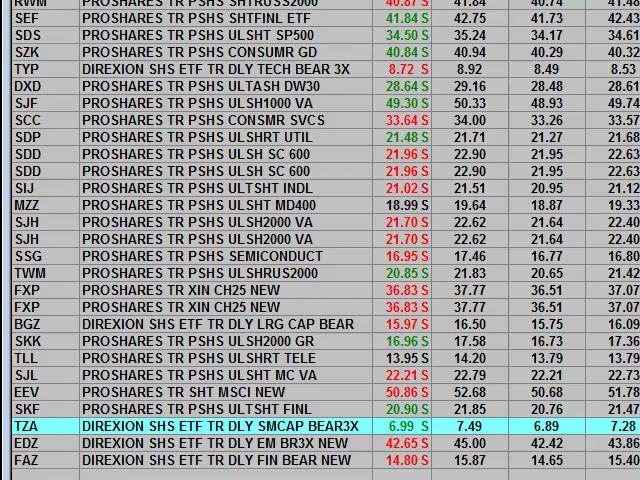 RWM PROSHARES TR PSHS SHTRUSS2000 40.87 S 41.84 40.74 41.48
SEF PROSHARES TR PSHS SHTFINL ETF 41.84 S 42.75 41.73 42.43
SDS PROSHARES TR PSHS ULSHT SP500 34.50 S 35.24 34.17 34.61
SZK PROSHARES TR PSHS CONSUMR GD 40.84 S 40.94 40.29 40.32
TYP DIREXION SHS ETF TR DLY TECH BEAR 3X 8.72 S 8.92 8.49 8.53
DXD PROSHARES TR PSHS ULTASH DW30 28.64 S 29.16 28.48 28.61
SJF PROSHARES TR PSHS ULSH1000 VA 49.30 S 50.33 48.93 49.74
SCC PROSHARES TR PSHS CONSMR SVCS 33.64 S 34.00 33.26 33.57
SDP PROSHARES TR PSHS ULSHRT UTIL 21.48 S 21.71 21.27 21.68
SDD PROSHARES TR PSHS ULSH SC 600 21.96 S 22.90 21.95 22.63
SDD PROSHARES TR PSHS ULSH SC 600 21.96 S 22.90 21.95 22.63
SIJ PROSHARES TR PSHS ULTSHT INDL 21.02 S 21.51 20.95 21.12
MZZ PROSHARES TR PSHS ULSHT MD400 18.99 S 19.64 18.87 19.33
SJH PROSHARES TR PSHS ULSH2000 VA 21.70 S 22.62 21.64 22.40
SJH PROSHARES TR PSHS ULSH2000 VA 21.70 S 22.62 21.64 22.40
SSG PROSHARES TR PSHS SEMICONDUCT 16.95 S 17.46 16.77 16.80
TWM PROSHARES TR PSHS ULSHRUS2000 20.85 S 21.83 20.65 21.42
FXP PROSHARES TR XIN CH25 NEW 36.83 S 37.77 36.51 37.07
FXP PROSHARES TR XIN CH25 NEW 36.83 S 37.77 36.51 37.07
BGZ DIREXION SHS ETF TR DLY LRG CAP BEAR 15.97 S 16.50 15.75 16.09
SKK PROSHARES TR PSHS ULSH2000 GR 16.96 S 17.58 16.73 17.36
TLL PROSHARES TR PSHS ULSHRT TELE 13.95 S 14.20 13.79 13.79
SJL PROSHARES TR PSHS ULSHT MC VA 22.21 S 22.79 22.21 22.73
EEV PROSHARES TR SHT MSCI NEW 50.86 S 52.68 50.68 51.78
SKF PROSHARES TR PSHS ULTSHT FINL 20.90 S 21.85 20.76 21.47
TZA DIREXION SHS ETF TR DLY SMCAP BEAR3X 6.99 S 7.49 6.89 7.28
EDZ DIREXION SHS ETF TR DLY EM BR3X NEW 42.65 S 45.00 42.42 43.86
FAZ DIREXION SHS ETF TR DLY FIN BEAR NEW 14.80 S 15.87 14.65 15.40